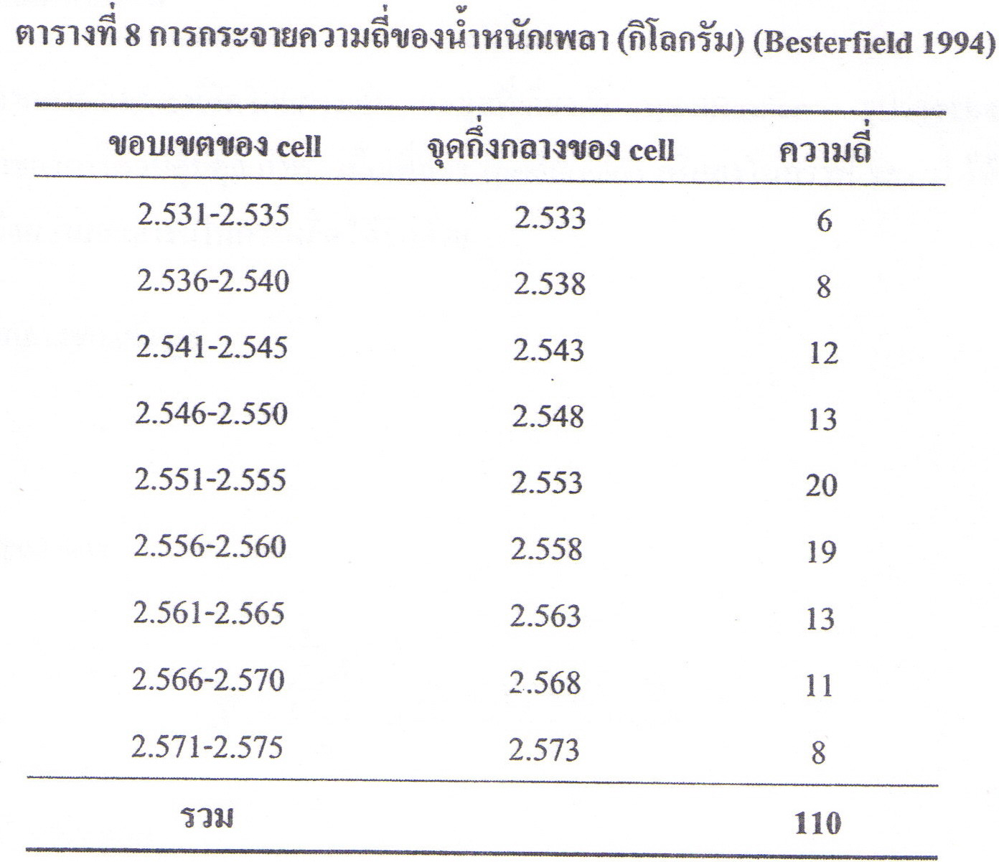 ตารางที่ 8 การกระจายความถี่ของน้ำหนักเพลา (กิโลกรัม) (Besterfield 1994)
ขอบเขตของ cell จุดกึ่งกลางของ cell ความถี่
2.531-2.535 2.533 6
2.536-2.540 2.538 8
2.541-2.545 2.543 12
2.546-2.550 2.548 13
2.551-2.555 2.553 20
2.556-2.560 2.558 19
2.561-2.565 2.563 13
2.566-2.570 2.568 11
2.571-2.575 2.573 8
รวม 110